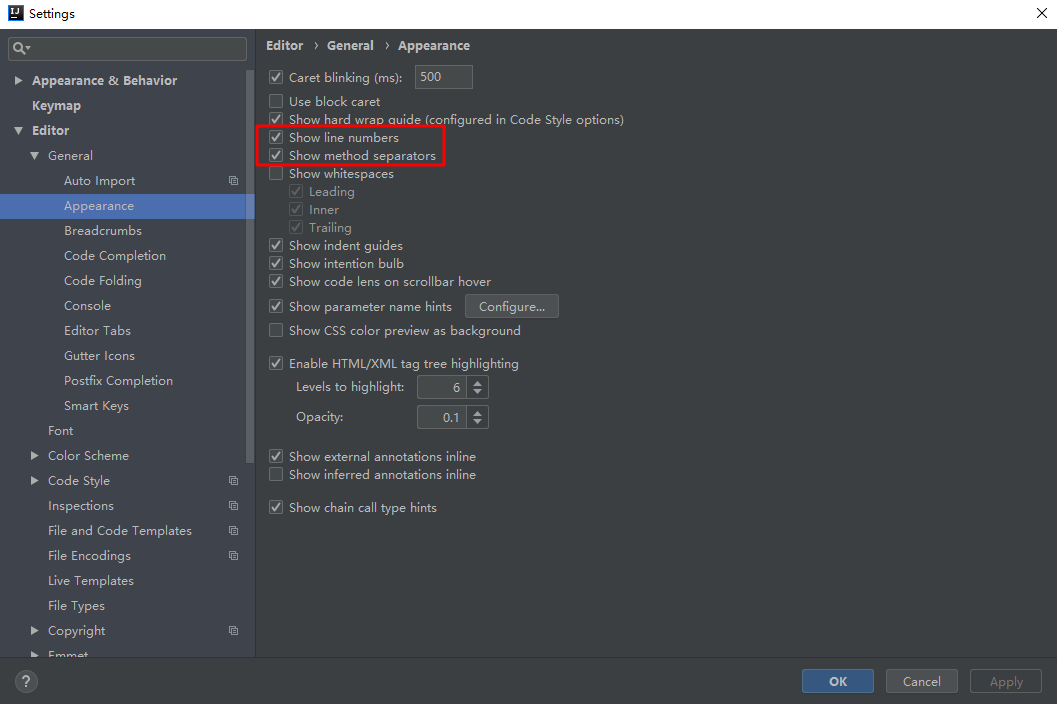 Settings
Appearance & Behavior
Keymap
Editor
General
Auto Import
Appearance
Breadcrumbs
Code Completion
Code Folding
Console
Editor Tabs
Gutter Icons
Postfix Completion
Smart Keys
Font
Color Scheme
Code Style
Inspections
File and Code Templates
File Encodings
Live Templates
File Types
Copyright
Emmet
Editor › General › Appearance
Caret blinking (ms): 500
Use block caret
Show hard wrap guide (configured in Code Style options)
Show line numbers
Show method separators
Show whitespaces
Leading
Inner
Trailing
Show indent guides
Show intention bulb
Show code lens on scrollbar hover
Show parameter name hints Configure...
Show CSS color preview as background
Enable HTML/XML tag tree highlighting
Levels to highlight: 6
Opacity: 0.1
Show external annotations inline
Show inferred annotations inline
Show chain call type hints
? OK Cancel Apply